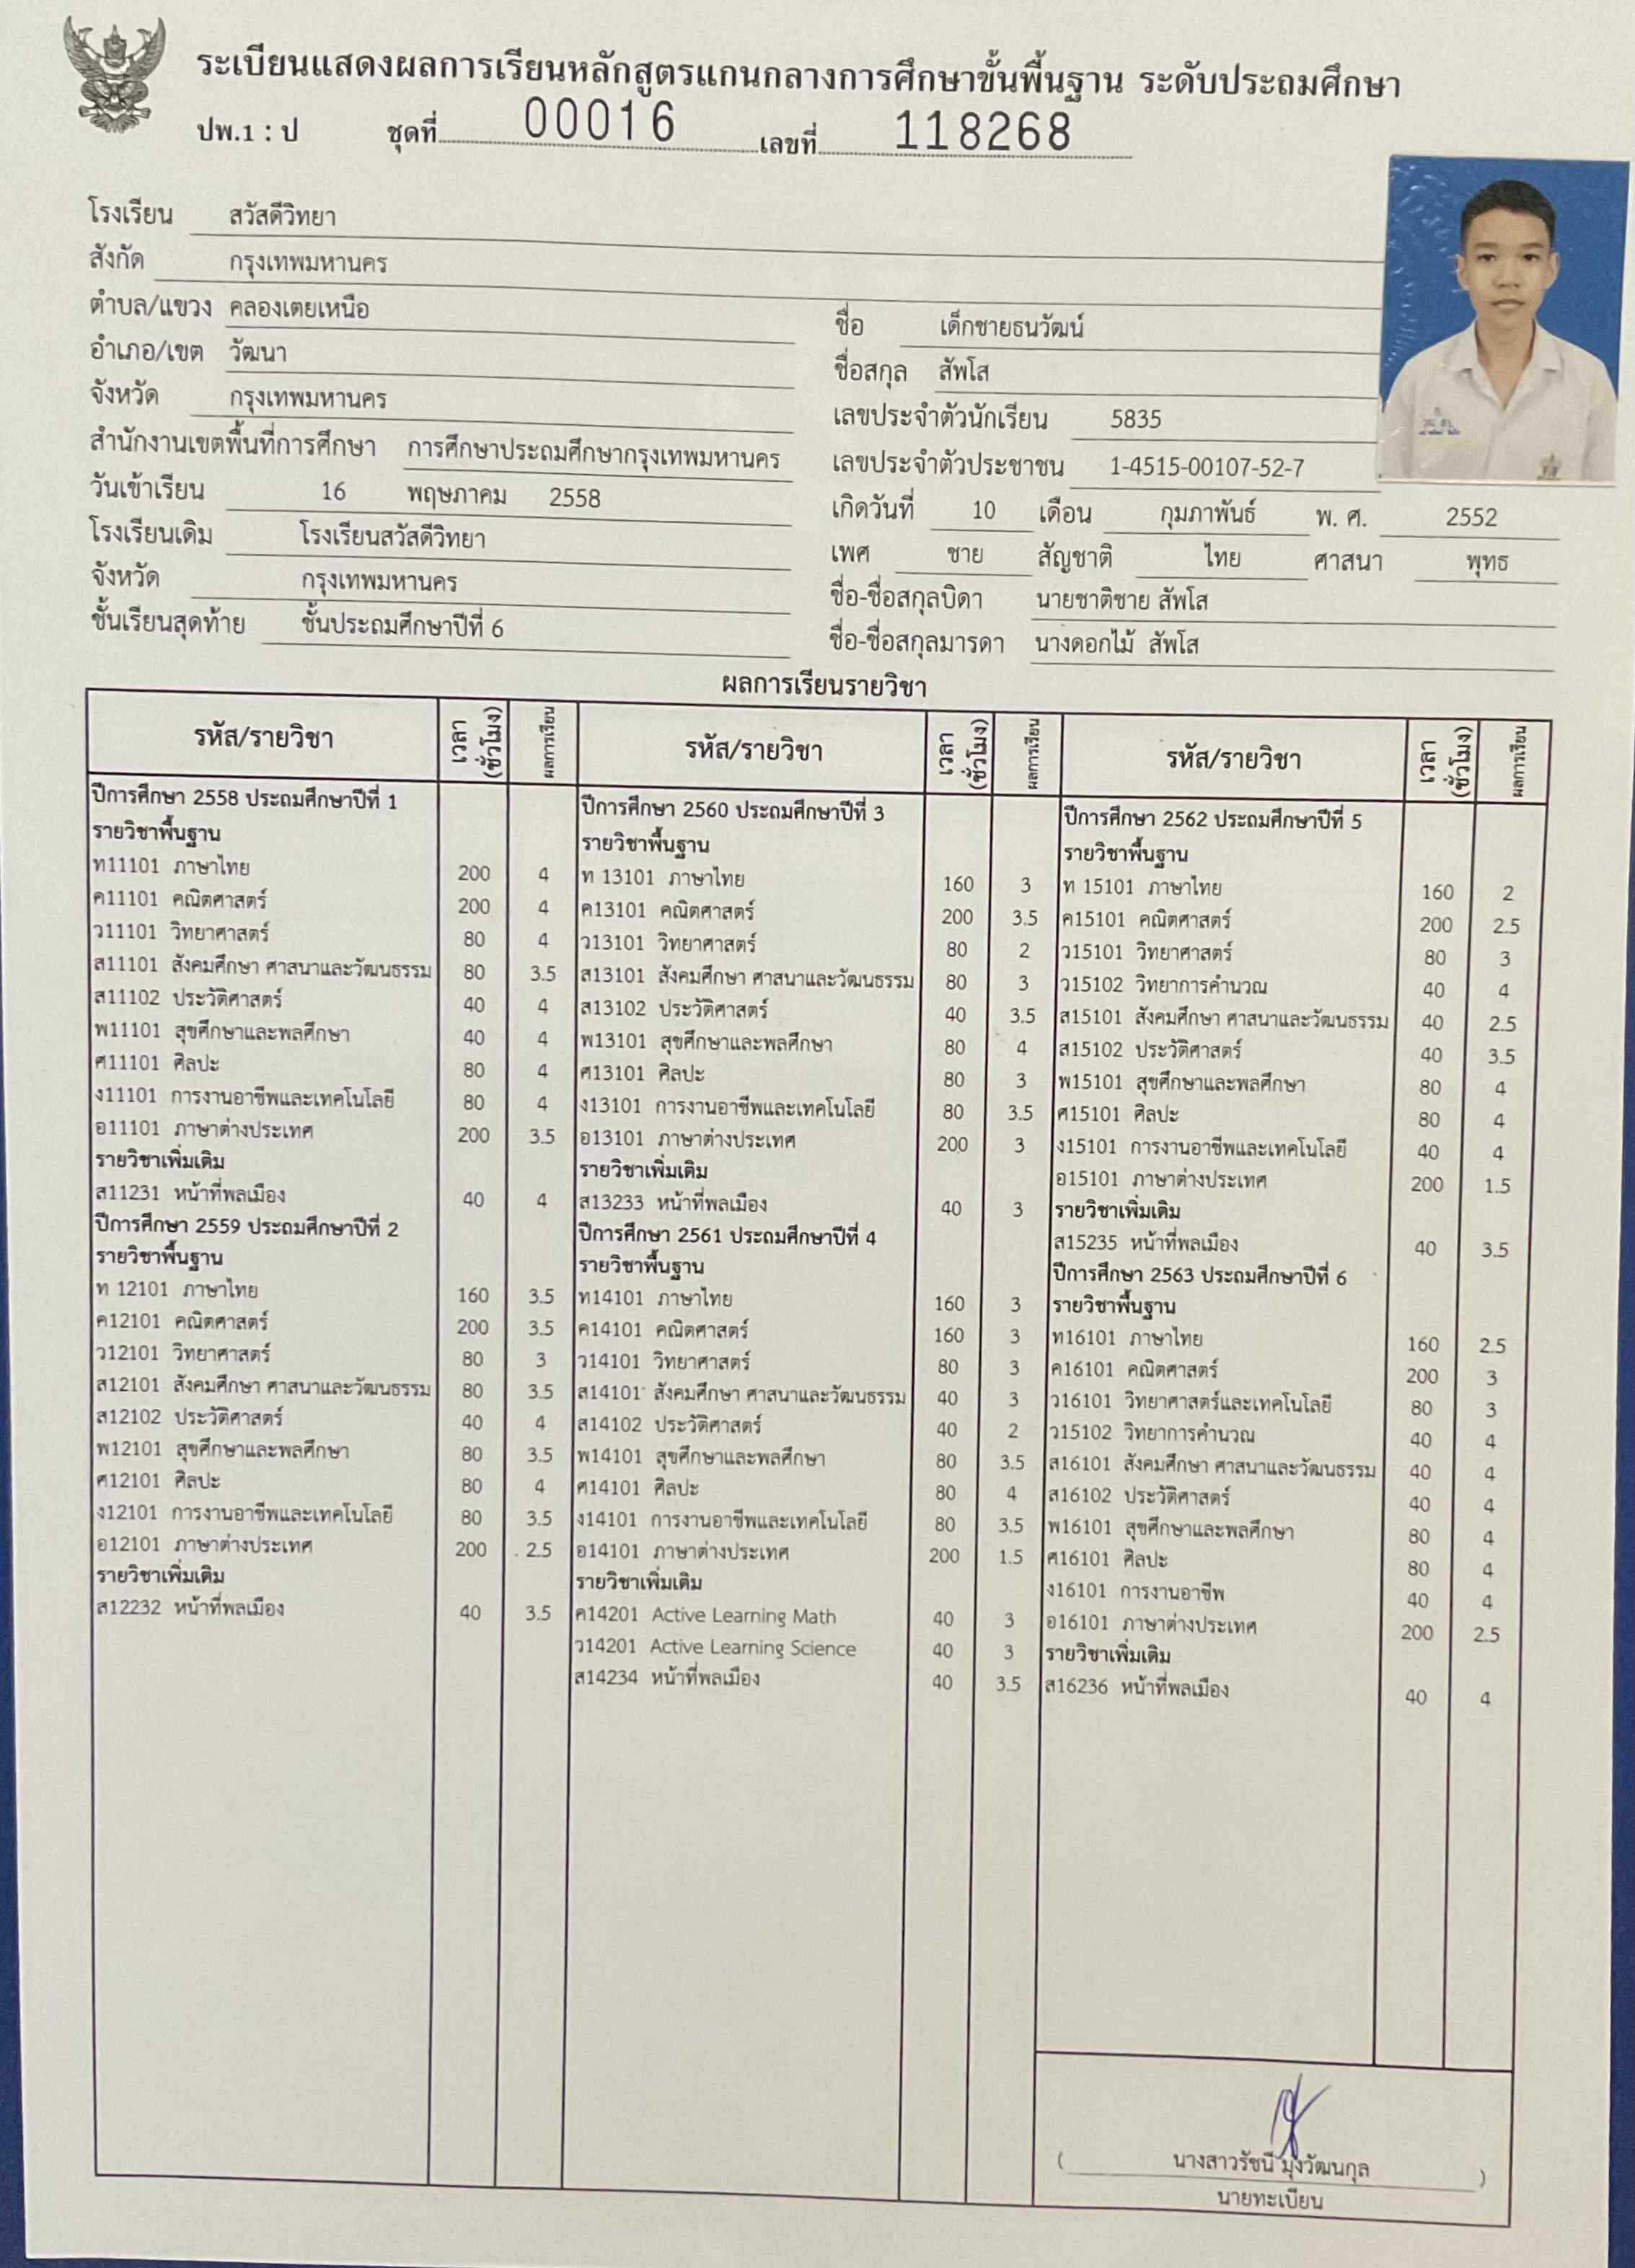 ระเบียนแสดงผลการเรียนหลักสูตรแกนกลางการศึกษาขั้นพื้นฐาน ระดับประถมศึกษา
ปพ.1 : ป ชุดที่ 00016 เลขที่ 118268
โรงเรียน สวัสดีวิทยา
สังกัด กรุงเทพมหานคร
ตำบล/แขวง คลองเตยเหนือ
อำเภอ/เขต วัฒนา
จังหวัด กรุงเทพมหานคร
สำนักงานเขตพื้นที่การศึกษา การศึกษาประถมศึกษากรุงเทพมหานคร
วันเข้าเรียน 16 พฤษภาคม 2558
โรงเรียนเดิม โรงเรียนสวัสดีวิทยา
จังหวัด กรุงเทพมหานคร
ชั้นเรียนสุดท้าย ชั้นประถมศึกษาปีที่ 6
ชื่อ เด็กชายธนวัฒน์
ชื่อสกุล สัพโส
เลขประจำตัวนักเรียน 5835
เลขประจำตัวประชาชน 1-4515-00107-52-7
เกิดวันที่ 10 เดือน กุมภาพันธ์ พ. ศ. 2552
เพศ ชาย สัญชาติ ไทย ศาสนา พุทธ
ชื่อ-ชื่อสกุลบิดา นายชาติชาย สัพโส
ชื่อ-ชื่อสกุลมารดา นางดอกไม้ สัพโส
ผลการเรียนรายวิชา
รหัส/รายวิชา เวลา (ชั่วโมง) ผลการเรียน
ปีการศึกษา 2558 ประถมศึกษาปีที่ 1
รายวิชาพื้นฐาน
ท11101 ภาษาไทย 200 4
ค11101 คณิตศาสตร์ 200 4
ว11101 วิทยาศาสตร์ 80 4
ส11101 สังคมศึกษา ศาสนาและวัฒนธรรม 80 3.5
ส11102 ประวัติศาสตร์ 40 4
พ11101 สุขศึกษาและพลศึกษา 40 4
ศ11101 ศิลปะ 80 4
ง11101 การงานอาชีพและเทคโนโลยี 80 4
อ11101 ภาษาต่างประเทศ 200 3.5
รายวิชาเพิ่มเติม
ส11231 หน้าที่พลเมือง 40 4
ปีการศึกษา 2559 ประถมศึกษาปีที่ 2
รายวิชาพื้นฐาน
ท 12101 ภาษาไทย 160 3.5
ค12101 คณิตศาสตร์ 200 3.5
ว12101 วิทยาศาสตร์ 80 3
ส12101 สังคมศึกษา ศาสนาและวัฒนธรรม 80 3.5
ส12102 ประวัติศาสตร์ 40 4
พ12101 สุขศึกษาและพลศึกษา 80 3.5
ศ12101 ศิลปะ 80 4
ง12101 การงานอาชีพและเทคโนโลยี 80 3.5
อ12101 ภาษาต่างประเทศ 200 2.5
รายวิชาเพิ่มเติม
ส12232 หน้าที่พลเมือง 40 3.5
รหัส/รายวิชา เวลา (ชั่วโมง) ผลการเรียน
ปีการศึกษา 2560 ประถมศึกษาปีที่ 3
รายวิชาพื้นฐาน
ท 13101 ภาษาไทย 160 3
ค13101 คณิตศาสตร์ 200 3.5
ว13101 วิทยาศาสตร์ 80 2
ส13101 สังคมศึกษา ศาสนาและวัฒนธรรม 80 3
ส13102 ประวัติศาสตร์ 40 3.5
พ13101 สุขศึกษาและพลศึกษา 80 4
ศ13101 ศิลปะ 80 3
ง13101 การงานอาชีพและเทคโนโลยี 80 3.5
อ13101 ภาษาต่างประเทศ 200 3
รายวิชาเพิ่มเติม
ส13233 หน้าที่พลเมือง 40 3
ปีการศึกษา 2561 ประถมศึกษาปีที่ 4
รายวิชาพื้นฐาน
ท14101 ภาษาไทย 160 3
ค14101 คณิตศาสตร์ 160 3
ว14101 วิทยาศาสตร์ 80 3
ส14101 สังคมศึกษา ศาสนาและวัฒนธรรม 40 3
ส14102 ประวัติศาสตร์ 40 2
พ14101 สุขศึกษาและพลศึกษา 80 3.5
ศ14101 ศิลปะ 80 4
ง14101 การงานอาชีพและเทคโนโลยี 80 3.5
อ14101 ภาษาต่างประเทศ 200 1.5
รายวิชาเพิ่มเติม
ค14201 Active Learning Math 40 3
ว14201 Active Learning Science 40 3
ส14234 หน้าที่พลเมือง 40 3.5
รหัส/รายวิชา เวลา (ชั่วโมง) ผลการเรียน
ปีการศึกษา 2562 ประถมศึกษาปีที่ 5
รายวิชาพื้นฐาน
ท 15101 ภาษาไทย 160 2
ค15101 คณิตศาสตร์ 200 2.5
ว15101 วิทยาศาสตร์ 80 3
ว15102 วิทยาการคำนวณ 40 4
ส15101 สังคมศึกษา ศาสนาและวัฒนธรรม 40 2.5
ส15102 ประวัติศาสตร์ 40 3.5
พ15101 สุขศึกษาและพลศึกษา 80 4
ศ15101 ศิลปะ 80 4
ง15101 การงานอาชีพและเทคโนโลยี 40 4
อ15101 ภาษาต่างประเทศ 200 1.5
รายวิชาเพิ่มเติม
ส15235 หน้าที่พลเมือง 40 3.5
ปีการศึกษา 2563 ประถมศึกษาปีที่ 6
รายวิชาพื้นฐาน
ท16101 ภาษาไทย 160 2.5
ค16101 คณิตศาสตร์ 200 3
ว16101 วิทยาศาสตร์และเทคโนโลยี 80 3
ว15102 วิทยาการคำนวณ 40 4
ส16101 สังคมศึกษา ศาสนาและวัฒนธรรม 40 4
ส16102 ประวัติศาสตร์ 40 4
พ16101 สุขศึกษาและพลศึกษา 80 4
ศ16101 ศิลปะ 80 4
ง16101 การงานอาชีพ 40 4
อ16101 ภาษาต่างประเทศ 200 2.5
รายวิชาเพิ่มเติม
ส16236 หน้าที่พลเมือง 40 4
( นางสาวรัชนี มุ่งวัฒนกุล )
นายทะเบียน